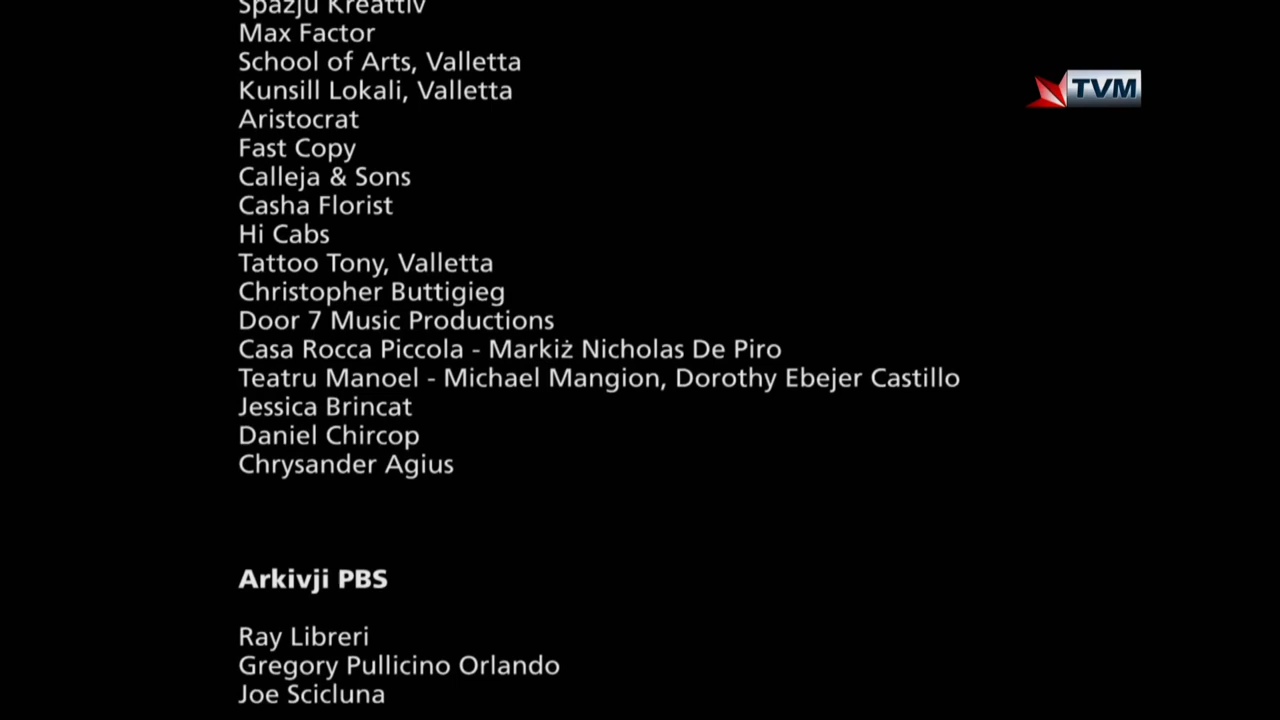 Spazju Kreattiv
Max Factor
School of Arts, Valletta
TVM
Kunsill Lokali, Valletta
Aristocrat
Fast Copy
Calleja & Sons
Casha Florist
Hi Cabs
Tattoo Tony, Valletta
Christopher Buttigieg
Door 7 Music Productions
Casa Rocca Piccola - Markiż Nicholas De Piro
Teatru Manoel - Michael Mangion, Dorothy Ebejer Castillo
Jessica Brincat
Daniel Chircop
Chrysander Agius
Arkivji PBS
Ray Libreri
Gregory Pullicino Orlando
Joe Scicluna